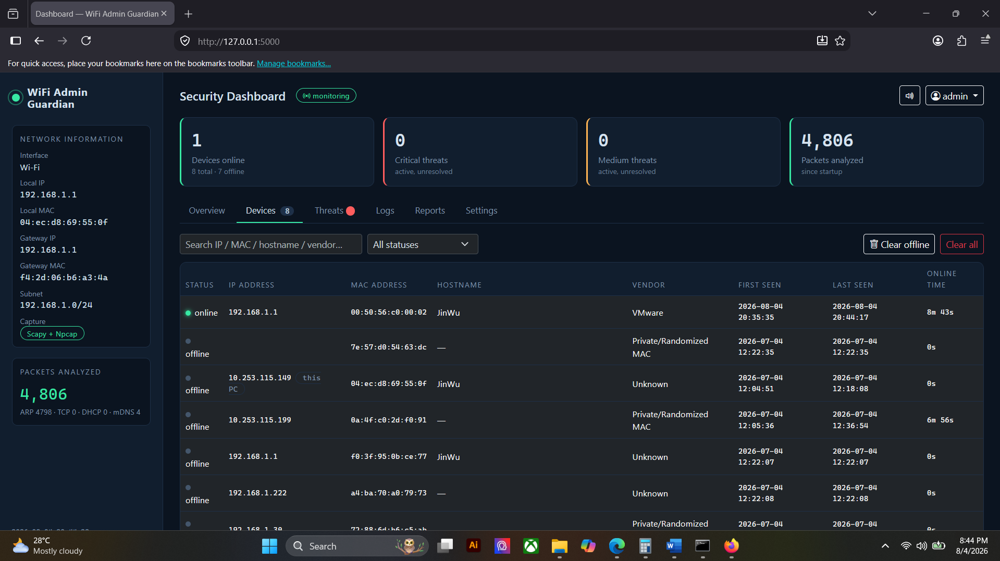 Dashboard — WiFi Admin Guardian
http://127.0.0.1:5000
For quick access, place your bookmarks here on the bookmarks toolbar. Manage bookmarks...
WiFi Admin
Guardian
NETWORK INFORMATION
Interface
Wi-Fi
Local IP
192.168.1.1
Local MAC
04:ec:d8:69:55:0f
Gateway IP
192.168.1.1
Gateway MAC
f4:2d:06:b6:a3:4a
Subnet
192.168.1.0/24
Capture
Scapy + Npcap
PACKETS ANALYZED
4,806
ARP 4798 · TCP 0 · DHCP 0 · mDNS 4
Security Dashboard
monitoring
admin
1
Devices online
8 total · 7 offline
0
Critical threats
active, unresolved
0
Medium threats
active, unresolved
4,806
Packets analyzed
since startup
Overview Devices 8 Threats Logs Reports Settings
Search IP / MAC / hostname / vendor...
All statuses
Clear offline
Clear all
STATUS IP ADDRESS MAC ADDRESS HOSTNAME VENDOR FIRST SEEN LAST SEEN ONLINE TIME
online 192.168.1.1 00:50:56:c0:00:02 JinWu VMware 2026-08-04 20:35:35 2026-08-04 20:44:17 8m 43s
offline 7e:57:d0:54:63:dc — Private/Randomized MAC 2026-07-04 12:22:35 2026-07-04 12:22:35 0s
offline 10.253.115.149 this PC 04:ec:d8:69:55:0f JinWu Unknown 2026-07-04 12:04:51 2026-07-04 12:18:08 0s
offline 10.253.115.199 0a:4f:c0:2d:f0:91 — Private/Randomized MAC 2026-07-04 12:05:36 2026-07-04 12:36:54 6m 56s
offline 192.168.1.1 f0:3f:95:0b:ce:77 JinWu Unknown 2026-07-04 12:22:07 2026-07-04 12:22:07 0s
offline 192.168.1.222 a4:ba:70:a0:79:73 — Unknown 2026-07-04 12:22:08 2026-07-04 12:22:08 0s
192.168.1.30 72:88:6d:b6:c5:ab Private/Randomized 2026-07-04 2026-07-04 0s
28°C
Mostly cloudy
Search
Ai
W
8:44 PM
8/4/2026